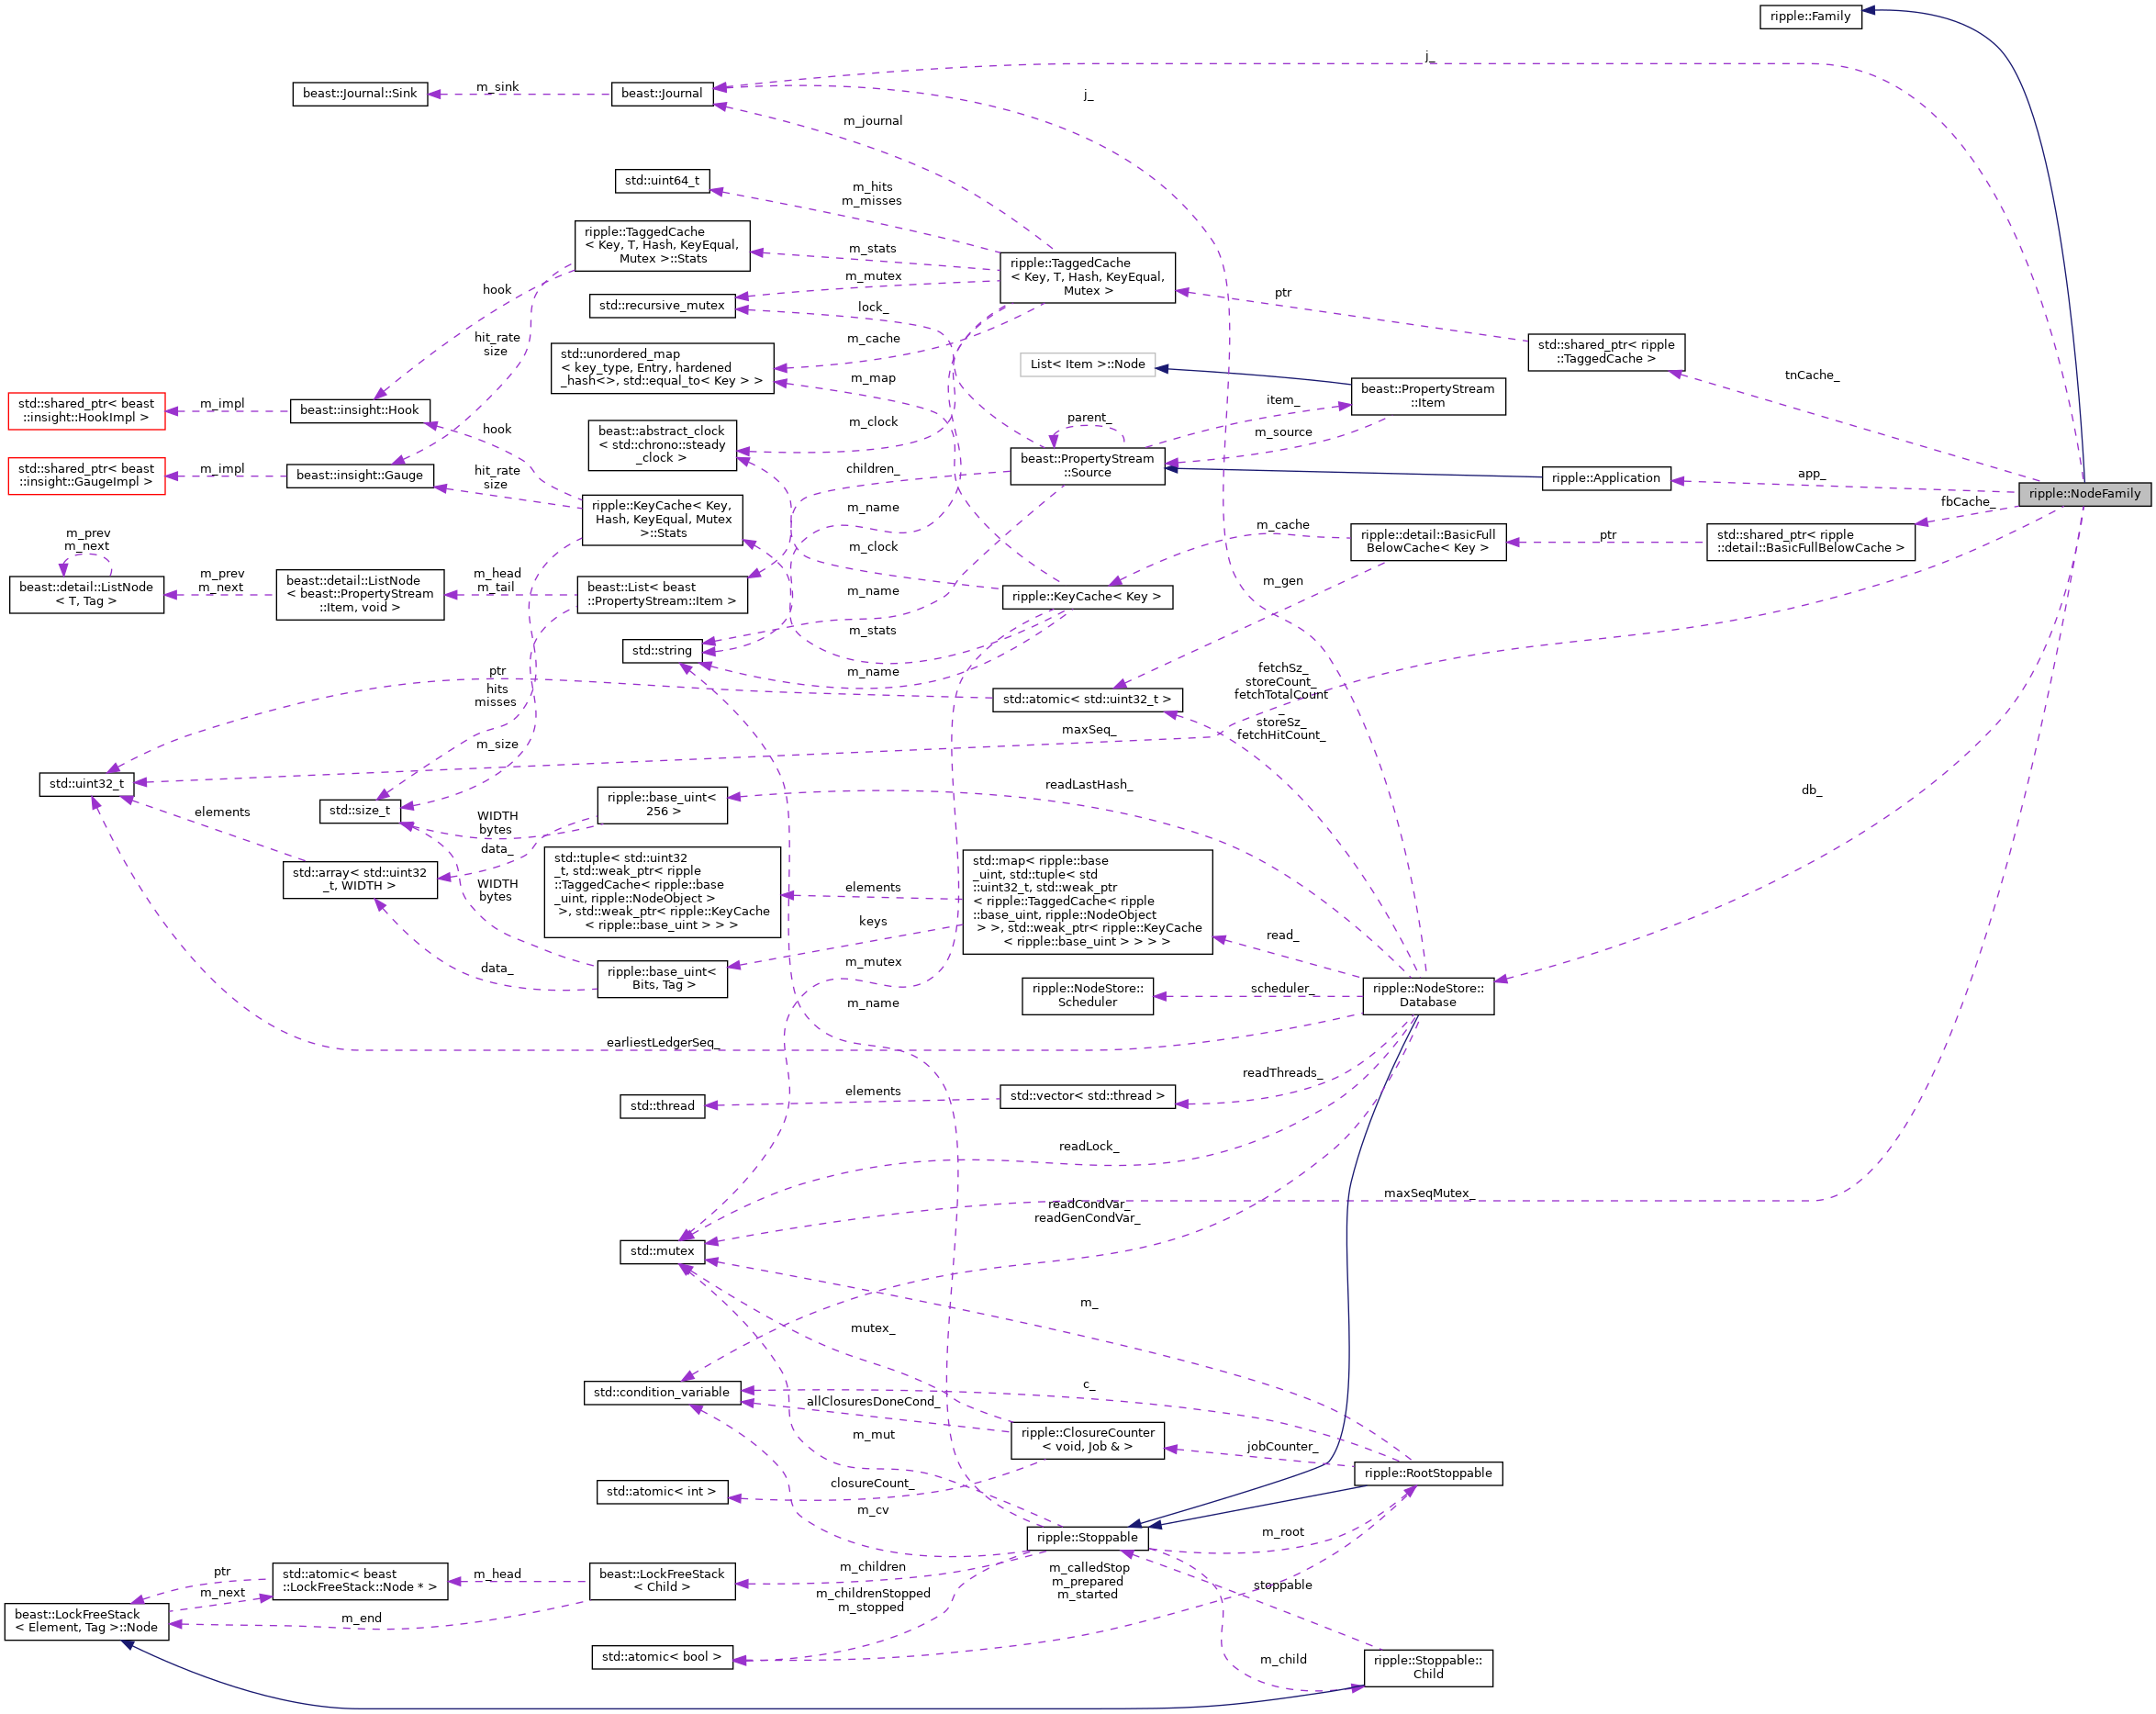 ripple::Family
j_
beast::Journal::Sink
m_sink
beast::Journal
j_
m_journal
std::uint64_t
m_hits
m_misses
ripple::TaggedCache
< Key, T, Hash, KeyEqual,
Mutex >::Stats
m_stats
ripple::TaggedCache
< Key, T, Hash, KeyEqual,
Mutex >
m_mutex
hook
ptr
std::recursive_mutex
lock_
hit_rate
size
m_cache
std::shared_ptr< ripple
::TaggedCache >
std::unordered_map
< key_type, Entry, hardened
_hash<>, std::equal_to< Key > >
List< Item >::Node
m_map
tnCache_
beast::PropertyStream
::Item
std::shared_ptr< beast
::insight::HookImpl >
m_impl
beast::insight::Hook
item_
parent_
m_clock
beast::abstract_clock
< std::chrono::steady
_clock >
hook
m_source
std::shared_ptr< beast
::insight::GaugeImpl >
m_impl
beast::insight::Gauge
hit_rate
size
children_
beast::PropertyStream
::Source
ripple::Application
app_
ripple::NodeFamily
fbCache_
ripple::KeyCache< Key,
Hash, KeyEqual, Mutex
>::Stats
m_name
m_cache
ripple::detail::BasicFull
BelowCache< Key >
ptr
std::shared_ptr< ripple
::detail::BasicFullBelowCache >
m_prev
m_next
m_clock
beast::detail::ListNode
< T, Tag >
m_prev
m_next
beast::detail::ListNode
< beast::PropertyStream
::Item, void >
m_head
m_tail
beast::List< beast
::PropertyStream::Item >
m_name
ripple::KeyCache< Key >
m_gen
m_stats
std::string
m_name
ptr
hits
misses
std::atomic< std::uint32_t >
fetchSz_
storeCount_
fetchTotalCount
_
storeSz_
fetchHitCount_
maxSeq_
m_size
std::uint32_t
readLastHash_
db_
std::size_t
elements
WIDTH
bytes
ripple::base_uint<
256 >
data_
std::array< std::uint32
_t, WIDTH >
WIDTH
bytes
std::tuple< std::uint32
_t, std::weak_ptr< ripple
::TaggedCache< ripple::base
_uint, ripple::NodeObject >
>, std::weak_ptr< ripple::KeyCache
< ripple::base_uint > > >
elements
keys
std::map< ripple::base
_uint, std::tuple< std
::uint32_t, std::weak_ptr
< ripple::TaggedCache< ripple
::base_uint, ripple::NodeObject
> >, std::weak_ptr< ripple::KeyCache
< ripple::base_uint > > > >
read_
data_
ripple::base_uint<
Bits, Tag >
m_mutex
m_name
ripple::NodeStore::
Scheduler
scheduler_
ripple::NodeStore::
Database
earliestLedgerSeq_
readThreads_
std::thread
elements
std::vector< std::thread >
readLock_
readCondVar_
readGenCondVar_
maxSeqMutex_
std::mutex
m_
mutex_
c_
std::condition_variable
allClosuresDoneCond_
m_mut
ripple::ClosureCounter
< void, Job & >
jobCounter_
ripple::RootStoppable
std::atomic< int >
closureCount_
m_cv
ripple::Stoppable
m_root
ptr
m_next
std::atomic< beast
::LockFreeStack::Node * >
m_head
beast::LockFreeStack
< Child >
m_children
m_childrenStopped
m_stopped
m_calledStop
m_prepared
m_started
stoppable
beast::LockFreeStack
< Element, Tag >::Node
m_end
std::atomic< bool >
m_child
ripple::Stoppable::
Child